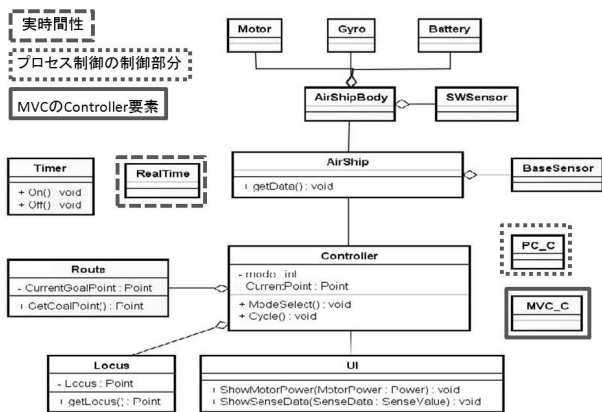 実時間性
プロセス制御の制御部分
MVCのController要素
Motor
Gyro
Battery
AirShipBody
SWSensor
Timer
+ On() : void
+ Off() : void
RealTime
AirShip
+ getData() : void
BaseSensor
Controller
- mode : int
CurrentPoint : Point
+ ModeSelect() : void
+ Cycle() : void
PC_C
MVC_C
Route
- CurrentGoalPoint : Point
+ GetGoalPoint() : Point
Locus
- Locus : Point
+ getLocus() : Point
UI
+ ShowMotorPower(MotorPower : Power) : void
+ ShowSenseData(SenseData : SenseValue) : void